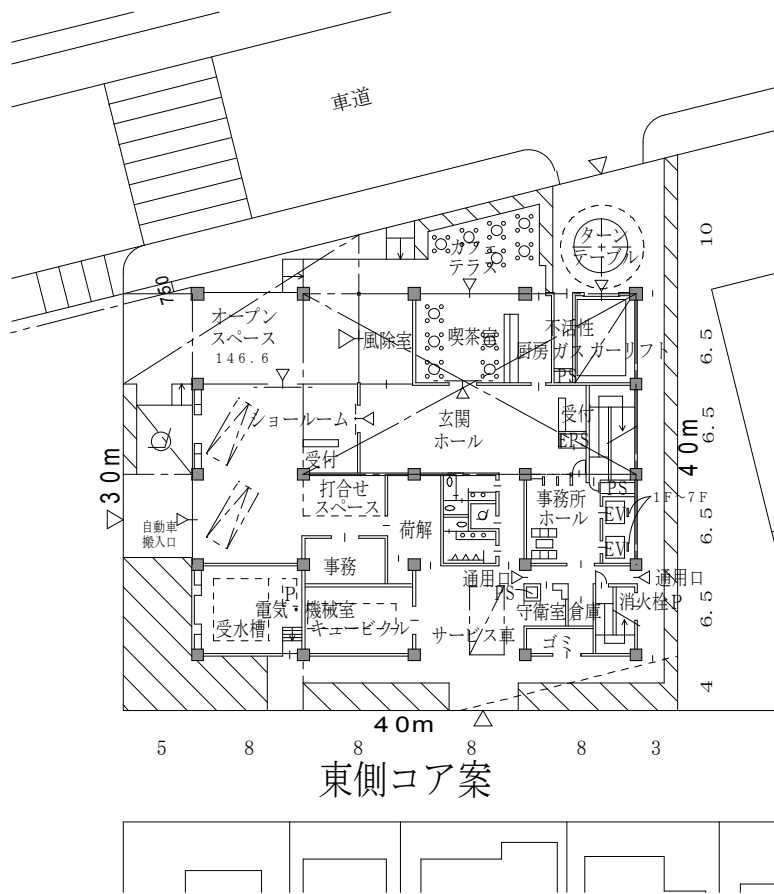 車道
10
ターン
テーブル
カフェ
テラス
750
オープン
スペース
146.6
風除室
喫茶室
不活性
厨房 ガス カーリフト
PS
6.5
ショールーム
玄関
ホール
受付
EPS
受付
6.5
40m
30m
打合せ
スペース
荷解
事務所
ホール
PS
1F~7F
EV
EV
自動車
搬入口
6.5
事務
通用口
通用口
PS
P
電気・機械室
受水槽
キュービクル
サービス車
守衛室
倉庫
消火栓P
ゴミ
6.5
4
40m
5
8
8
8
8
3
東側コア案